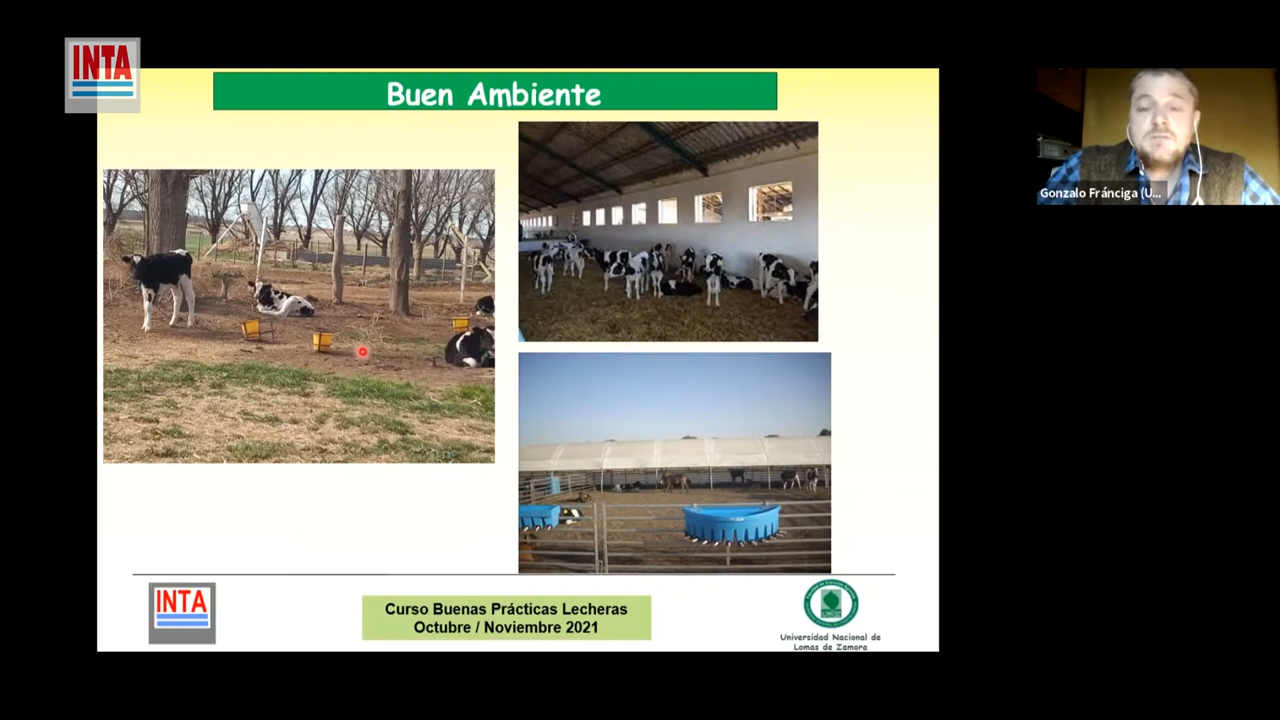 INTA
Buen Ambiente
Gonzalo Fránciga (U...
INTA
Curso Buenas Prácticas Lecheras
Octubre / Noviembre 2021
Universidad Nacional de
Lomas de Zamora